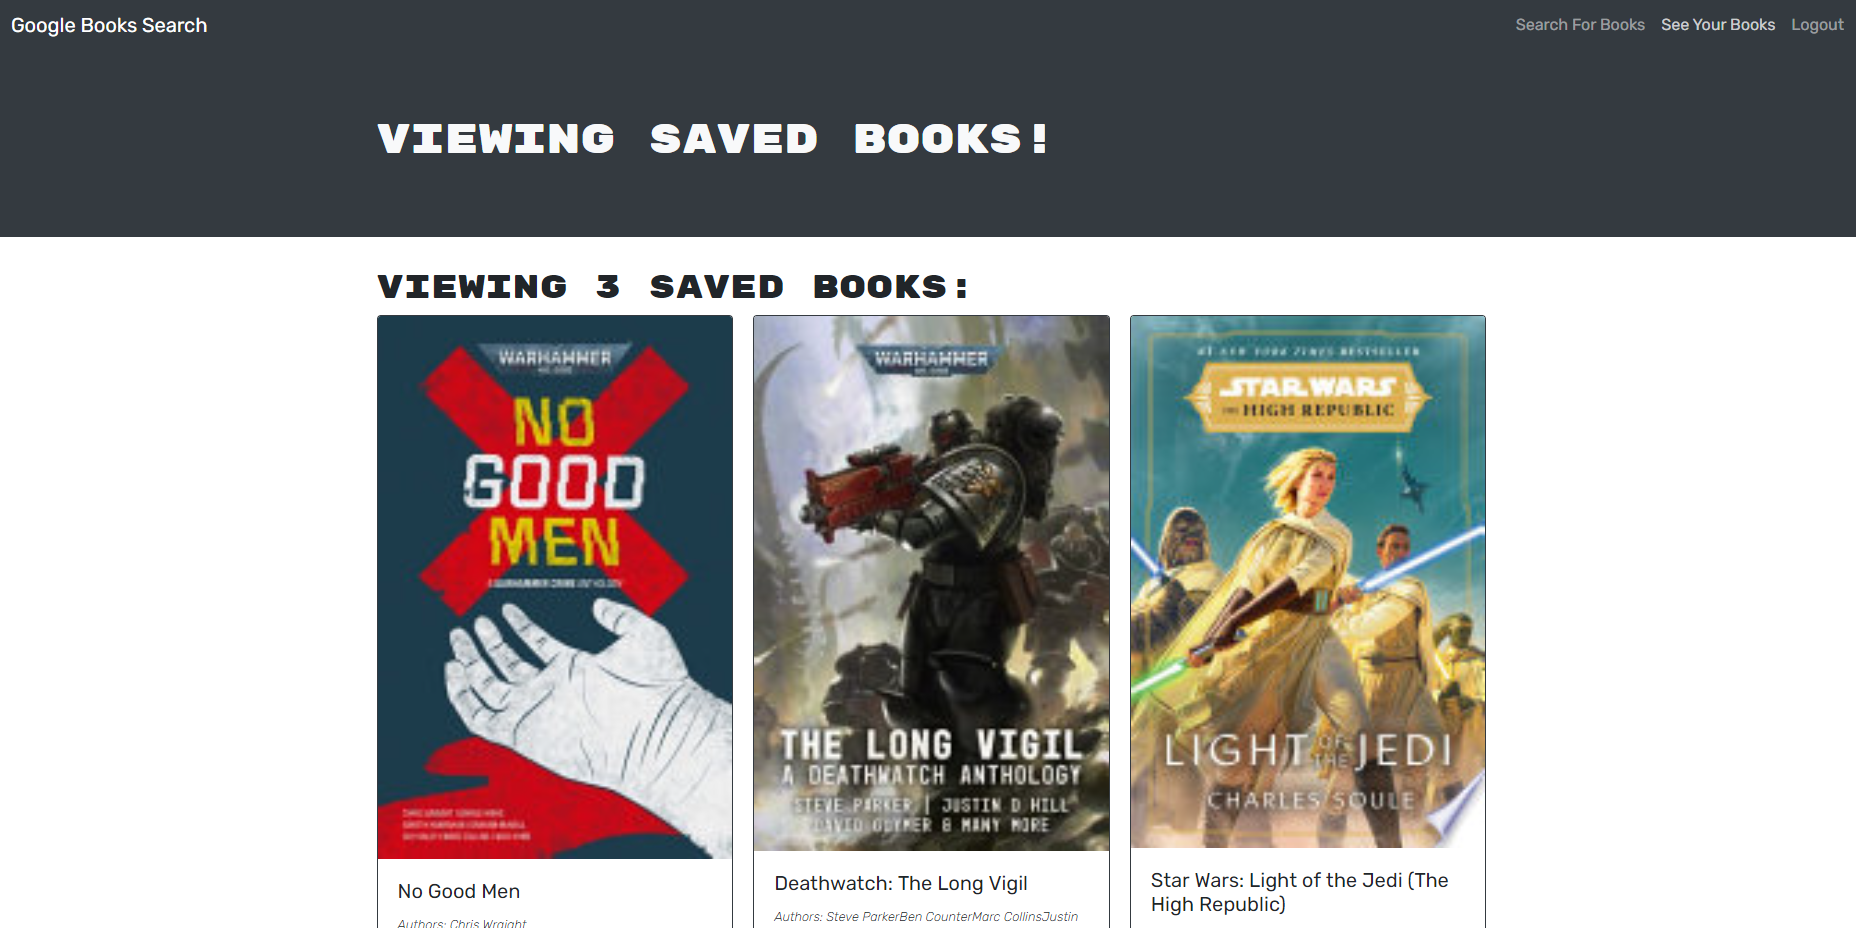 Google Books Search
Search For Books
See Your Books
Logout
VIEWING SAVED BOOKS!
VIEWING 3 SAVED BOOKS:
WARHAMMER
NO
GOOD
MEN
A WARHAMMER CRIME ANTHOLOGY
No Good Men
Authors: Chris Wraight
WARHAMMER
THE LONG VIGIL
A DEATHWATCH ANTHOLOGY
STEVE PARKER | JUSTIN D HILL
DAVID GUYMER & MANY MORE
Deathwatch: The Long Vigil
Authors: Steve ParkerBen CounterMarc CollinsJustin
#1 NEW YORK TIMES BESTSELLER
STAR WARS
THE HIGH REPUBLIC
LIGHT OF THE JEDI
CHARLES SOULE
Star Wars: Light of the Jedi (The
High Republic)